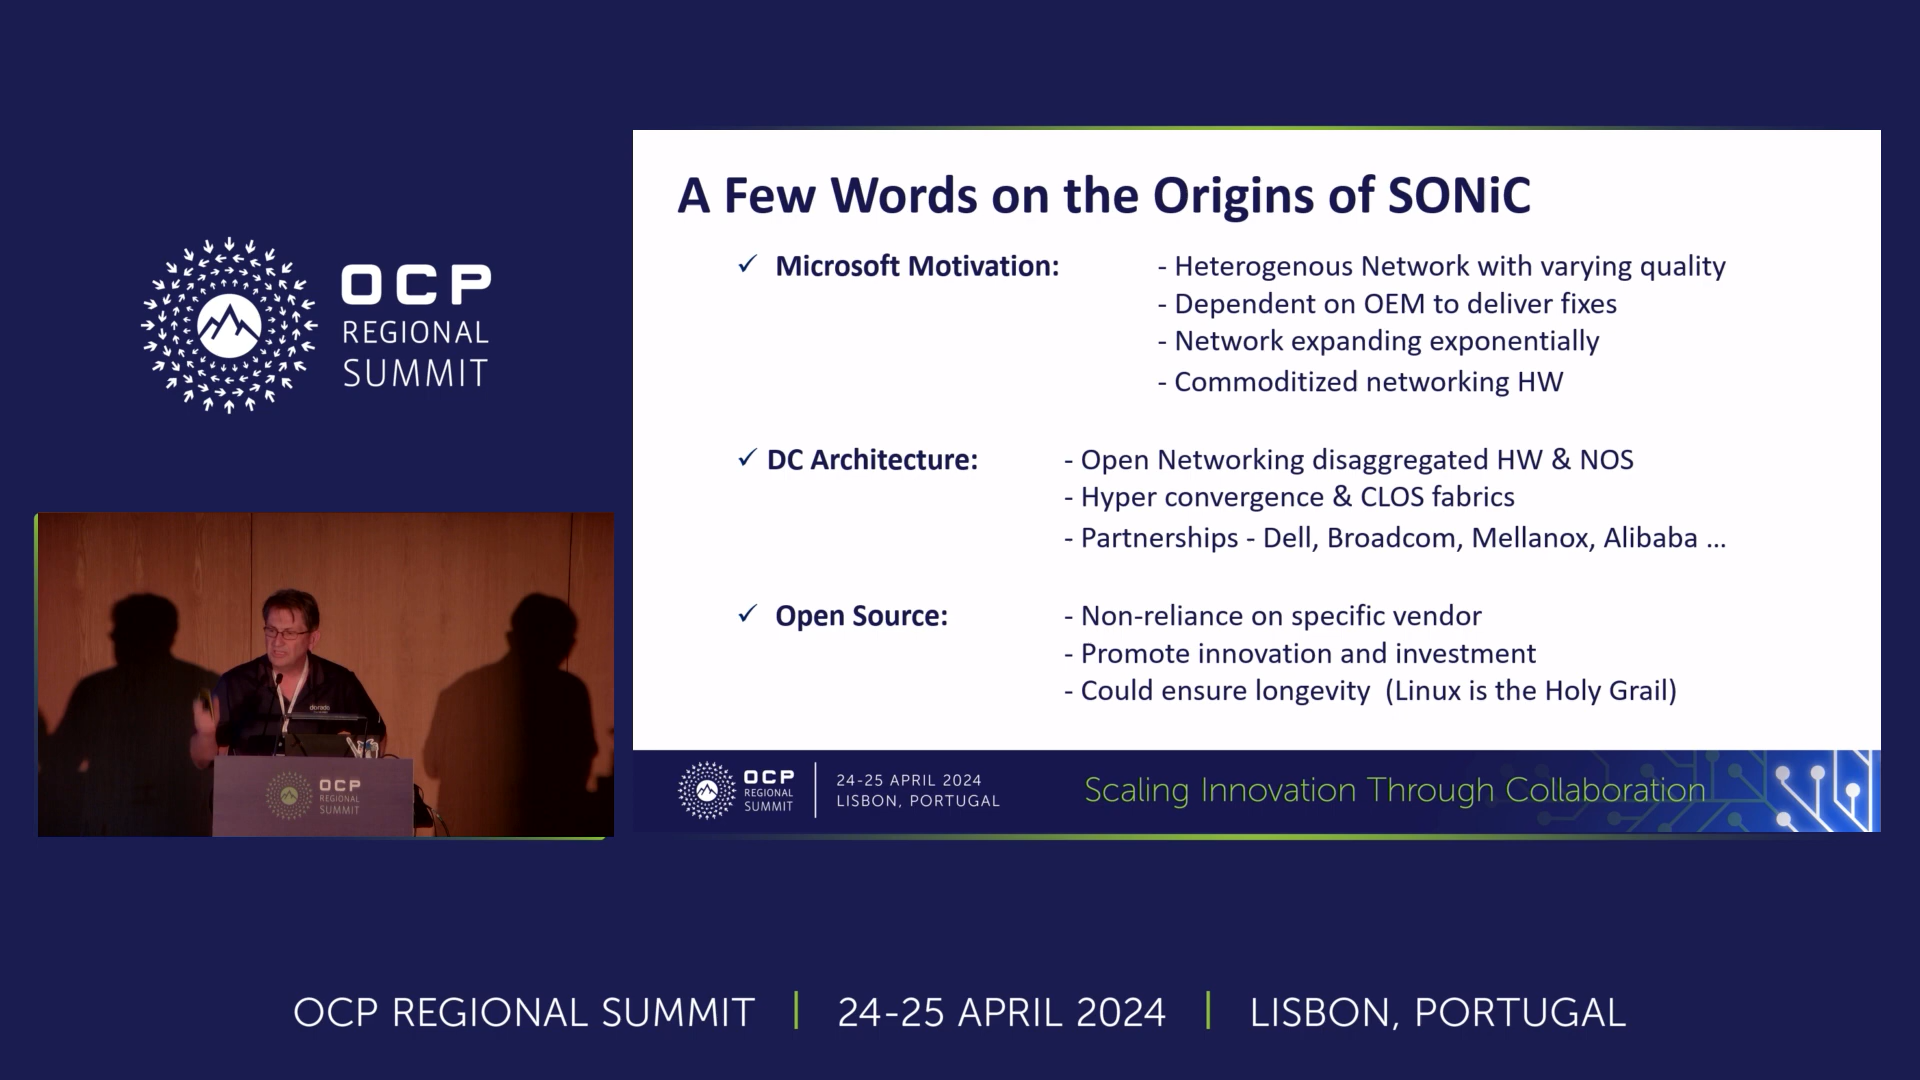 OCP
REGIONAL
SUMMIT
A Few Words on the Origins of SONiC
✓ Microsoft Motivation: - Heterogenous Network with varying quality
- Dependent on OEM to deliver fixes
- Network expanding exponentially
- Commoditized networking HW
✓ DC Architecture: - Open Networking disaggregated HW & NOS
- Hyper convergence & CLOS fabrics
- Partnerships - Dell, Broadcom, Mellanox, Alibaba ...
✓ Open Source: - Non-reliance on specific vendor
- Promote innovation and investment
- Could ensure longevity (Linux is the Holy Grail)
OCP
REGIONAL
SUMMIT
24-25 APRIL 2024
LISBON, PORTUGAL
Scaling Innovation Through Collaboration
dorado
OCP
REGIONAL
SUMMIT
OCP REGIONAL SUMMIT | 24-25 APRIL 2024 | LISBON, PORTUGAL